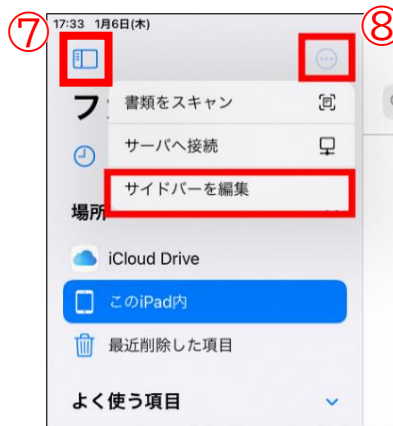 ⑦
⑧
17:33 1月6日(木)
フ
書類をスキャン
サーバへ接続
サイドバーを編集
場所
iCloud Drive
このiPad内
最近削除した項目
よく使う項目